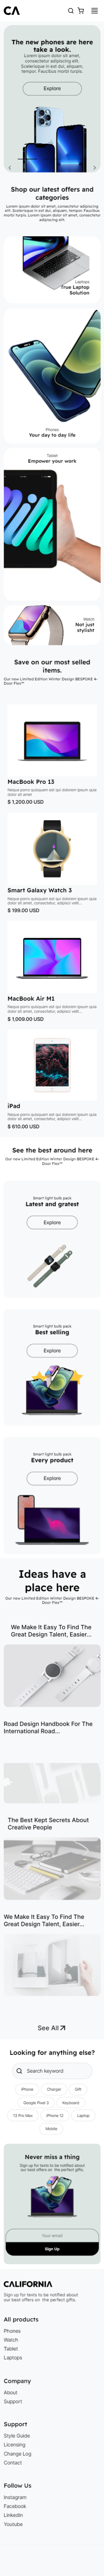 CA
The new phones are here
take a look.
Lorem ipsum dolor sit amet,
consectetur adipiscing elit.
Scelerisque in est dui, aliquam,
tempor. Faucibus morbi turpis.
Explore
Shop our latest offers and
categories
Lorem ipsum dolor sit amet, consectetur adipiscing
elit. Scelerisque in est dui, aliquam, tempor. Faucibus
morbi turpis. Lorem ipsum dolor sit amet, consectetur
adipiscing elit.
Laptops
True Laptop
Solution
Phones
Your day to day life
Tablet
Empower your work
Watch
Not just
stylisht
Save on our most selled
items.
Our new Limited Edition Winter Design BESPOKE 4-
Door Flex™
MacBook Pro 13
Neque porro quisquam est qui dolorem ipsum quia
dolor sit amet
$ 1,200.00 USD
Smart Galaxy Watch 3
Neque porro quisquam est qui dolorem ipsum quia
dolor sit amet, consectetur, adipisci velit...
$ 199.00 USD
MacBook Air M1
Neque porro quisquam est qui dolorem ipsum quia
dolor sit amet, consectetur, adipisci velit...
$ 1,009.00 USD
iPad
Neque porro quisquam est qui dolorem ipsum quia
dolor sit amet, consectetur, adipisci velit...
$ 610.00 USD
See the best around here
Our new Limited Edition Winter Design BESPOKE 4-
Door Flex™
Smart light bulb pack
Latest and gratest
Explore
Smart light bulb pack
Best selling
Explore
Smart light bulb pack
Every product
Explore
Ideas have a
place here
Our new Limited Edition Winter Design BESPOKE 4-
Door Flex™
We Make It Easy To Find The
Great Design Talent, Easier...
Road Design Handbook For The
International Road...
The Best Kept Secrets About
Creative People
We Make It Easy To Find The
Great Design Talent, Easier...
See All
Looking for anything else?
Search keyword
iPhone
Charger
Gift
Google Pixel 3
Keyboard
13 Pro Max
iPhone 12
Laptop
Mobile
Never miss a thing
Sign up for texts to be notified about
our best offers on the perfect gifts.
Your email
Sign Up
CALIFORNIA
Sign up for texts to be notified about
our best offers on the perfect gifts.
All products
Phones
Watch
Tablet
Laptops
Company
About
Support
Support
Style Guide
Licensing
Change Log
Contact
Follow Us
Instagram
Facebook
LinkedIn
Youtube